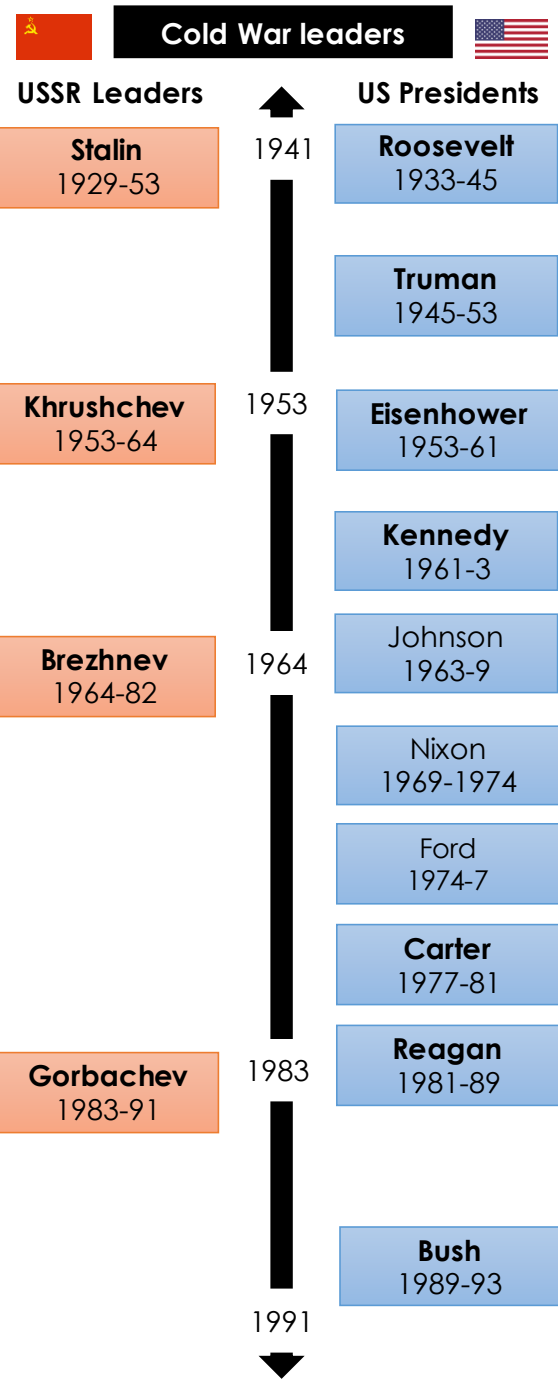 Cold War leaders
USSR Leaders
US Presidents
Stalin
1929-53
1941
Roosevelt
1933-45
Truman
1945-53
Khrushchev
1953-64
1953
Eisenhower
1953-61
Kennedy
1961-3
Brezhnev
1964-82
1964
Johnson
1963-9
Nixon
1969-1974
Ford
1974-7
Carter
1977-81
Gorbachev
1983-91
1983
Reagan
1981-89
Bush
1989-93
1991